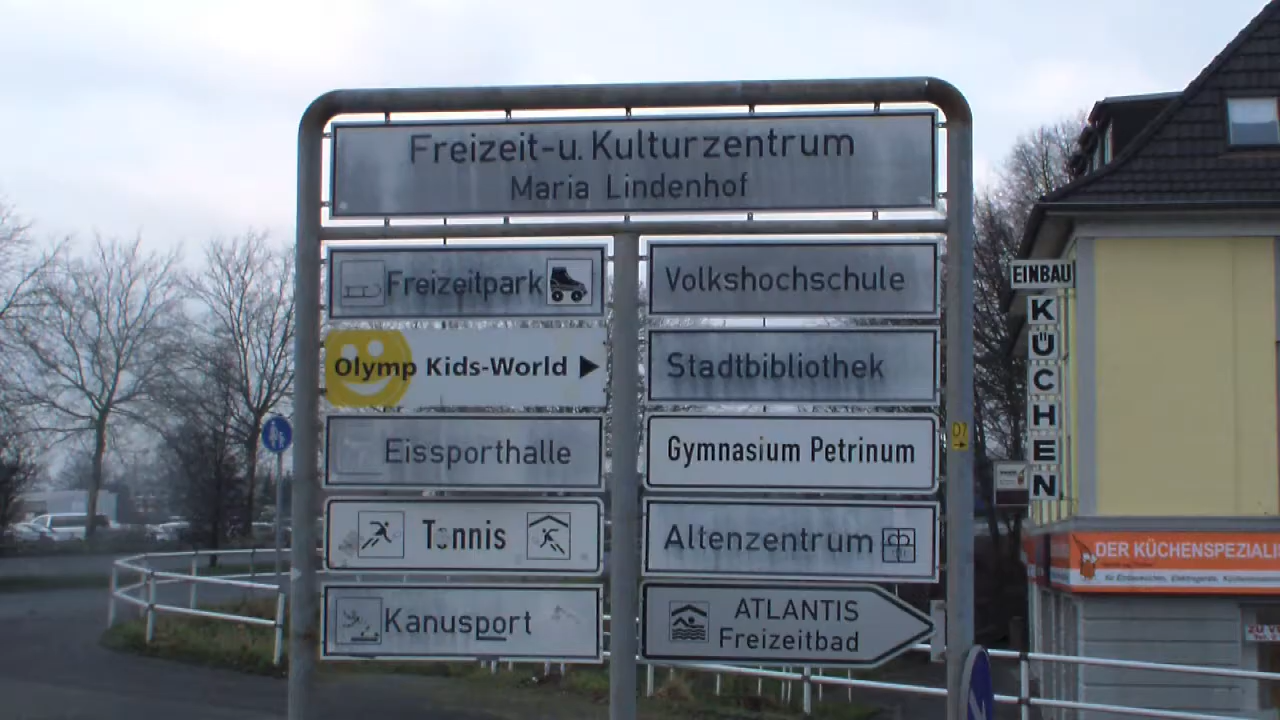 Freizeit-u. Kulturzentrum
Maria Lindenhof
Freizeitpark
Olymp Kids-World
Eissporthalle
Tennis
Kanusport
Volkshochschule
Stadtbibliothek
Gymnasium Petrinum
Altenzentrum
ATLANTIS
Freizeitbad
07
EINBAU
KÜCHEN
DER KÜCHENSPEZIALI